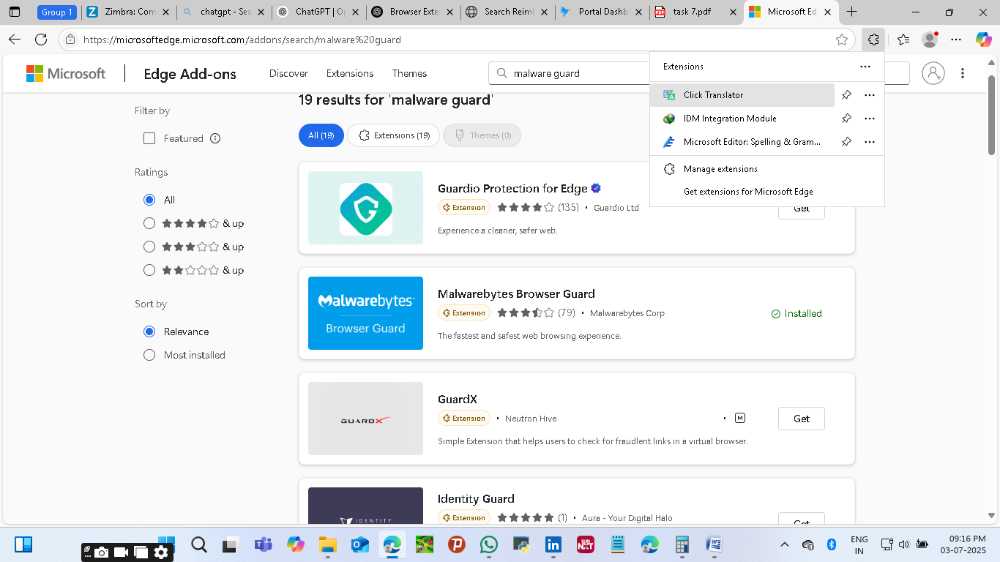 Group 1
Zimbra: Com
chatgpt - Sea
ChatGPT | Op
Browser Exte
Search Reimb
Portal Dashb
task 7.pdf
Microsoft Ed
https://microsoftedge.microsoft.com/addons/search/malware%20guard
Microsoft
Edge Add-ons
Discover
Extensions
Themes
malware guard
Extensions
Click Translator
IDM Integration Module
Microsoft Editor: Spelling & Gram...
Manage extensions
Get extensions for Microsoft Edge
Filter by
Featured
Ratings
All
& up
& up
& up
Sort by
Relevance
Most installed
19 results for 'malware guard'
All (19)
Extensions (19)
Themes (0)
Guardio Protection for Edge
Extension (135) • Guardio Ltd
Experience a cleaner, safer web.
Get
Malwarebytes
Browser Guard
Malwarebytes Browser Guard
Extension (79) • Malwarebytes Corp
The fastest and safest web browsing experience.
Installed
GUARDX
GuardX
Extension • Neutron Hive • M
Simple Extension that helps users to check for fraudlent links in a virtual browser.
Get
IDENTITY
Identity Guard
Extension (1) • Aura - Your Digital Halo
Get
ENG
IN
09:16 PM
03-07-2025